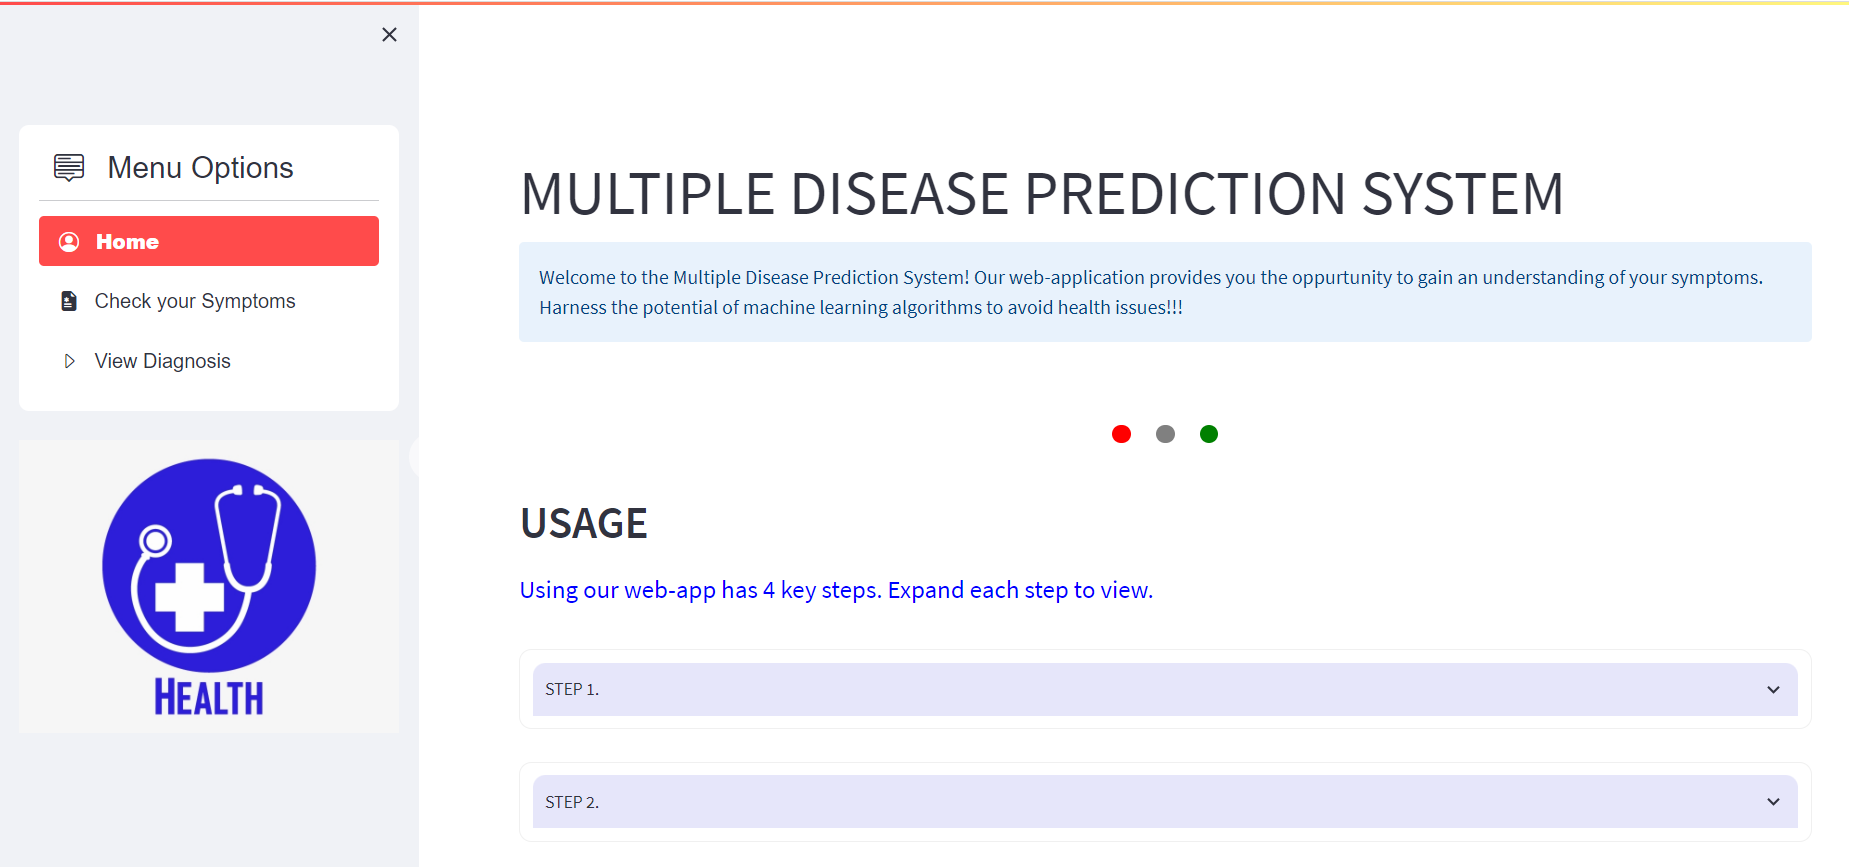 Menu Options
Home
Check your Symptoms
View Diagnosis
HEALTH
MULTIPLE DISEASE PREDICTION SYSTEM
Welcome to the Multiple Disease Prediction System! Our web-application provides you the oppurtunity to gain an understanding of your symptoms.
Harness the potential of machine learning algorithms to avoid health issues!!!
USAGE
Using our web-app has 4 key steps. Expand each step to view.
STEP 1.
STEP 2.